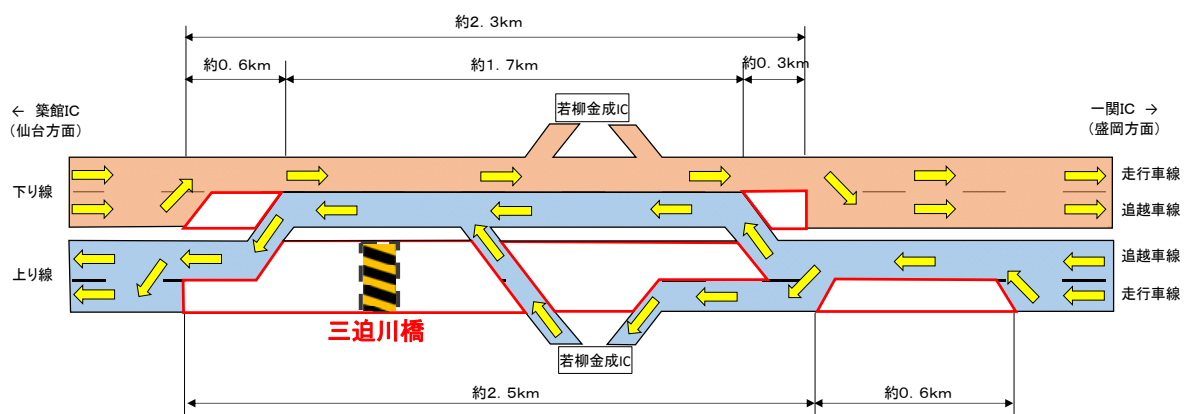 約2.3km
約0.6km
約1.7km
約0.3km
← 築館IC
(仙台方面)
若柳金成IC
一関IC →
(盛岡方面)
下り線
走行車線
追越車線
上り線
追越車線
走行車線
三迫川橋
若柳金成IC
約2.5km
約0.6km